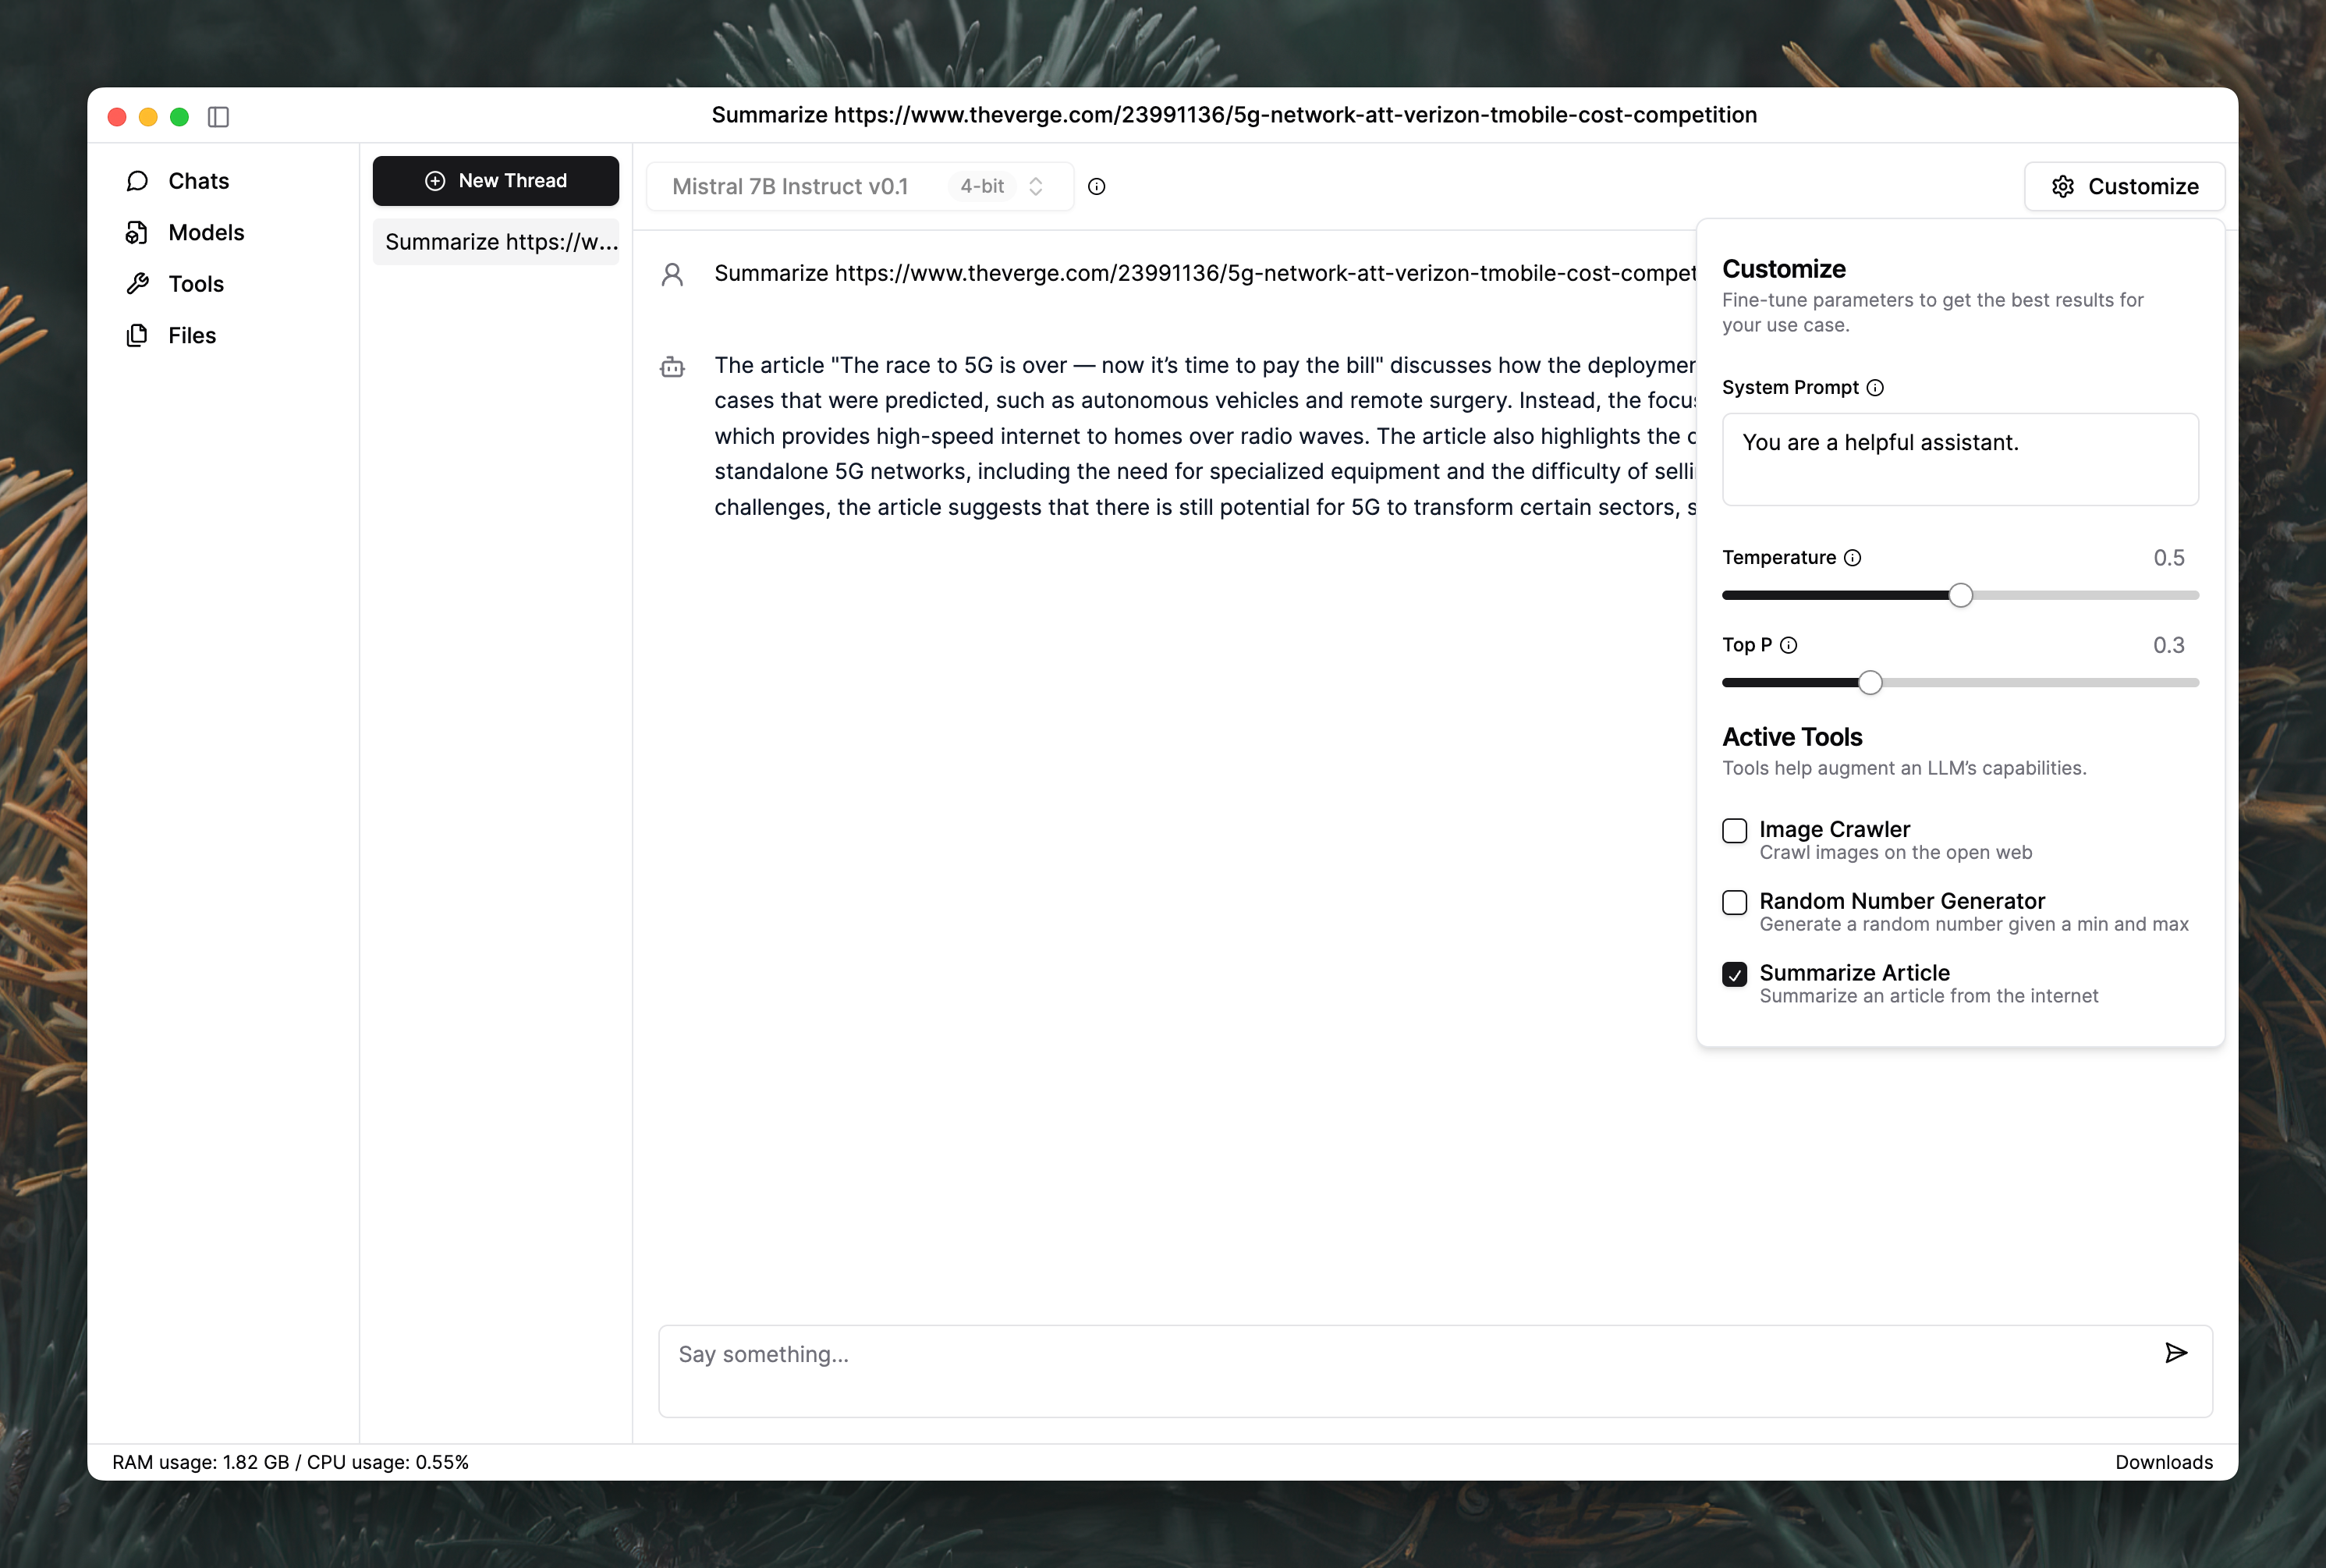 Summarize https://www.theverge.com/23991136/5g-network-att-verizon-tmobile-cost-competition
Chats
Models
Tools
Files
New Thread
Summarize https://w...
Mistral 7B Instruct v0.1 4-bit
Customize
Summarize https://www.theverge.com/23991136/5g-network-att-verizon-tmobile-cost-compet
The article "The race to 5G is over — now it’s time to pay the bill" discusses how the
cases that were predicted, such as autonomous vehicles and remote surgery. Instead, the
which provides high-speed internet to homes over radio waves. The article also highlights the
standalone 5G networks, including the need for specialized equipment and the difficulty of
challenges, the article suggests that there is still potential for 5G to transform certain sectors,
Customize
Fine-tune parameters to get the best results for
your use case.
System Prompt
You are a helpful assistant.
Temperature 0.5
Top P 0.3
Active Tools
Tools help augment an LLM’s capabilities.
Image Crawler
Crawl images on the open web
Random Number Generator
Generate a random number given a min and max
Summarize Article
Summarize an article from the internet
Say something...
RAM usage: 1.82 GB / CPU usage: 0.55%
Downloads